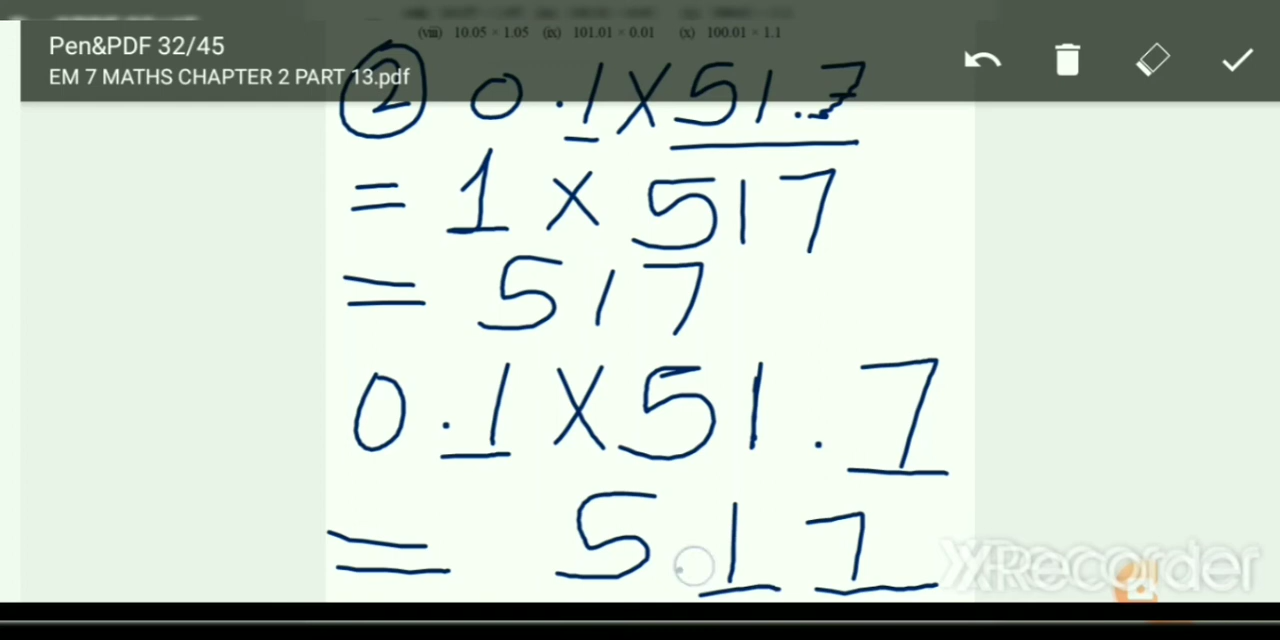 (viii) 10.05 × 1.05 (ix) 101.01 × 0.01 (x) 100.01 × 1.1
Pen&PDF 32/45
EM 7 MATHS CHAPTER 2 PART 13.pdf
② 0.1 X 51.7
= 1 X 517
= 517
0.1 X 51.7
= 5.17
XRecorder